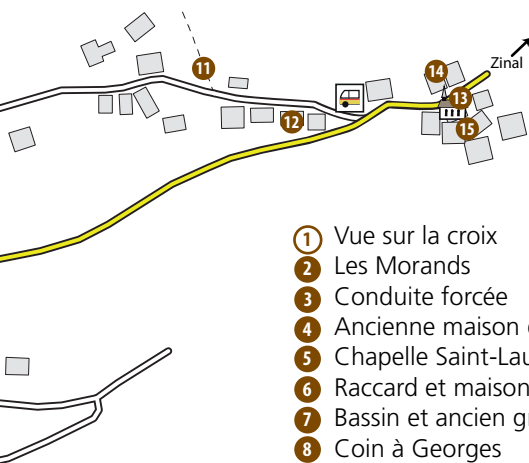 Zinal
11
14
13
12
15
1 Vue sur la croix
2 Les Morands
3 Conduite forcée
4 Ancienne maison
5 Chapelle Saint-Lau
6 Raccard et maison
7 Bassin et ancien g
8 Coin à Georges